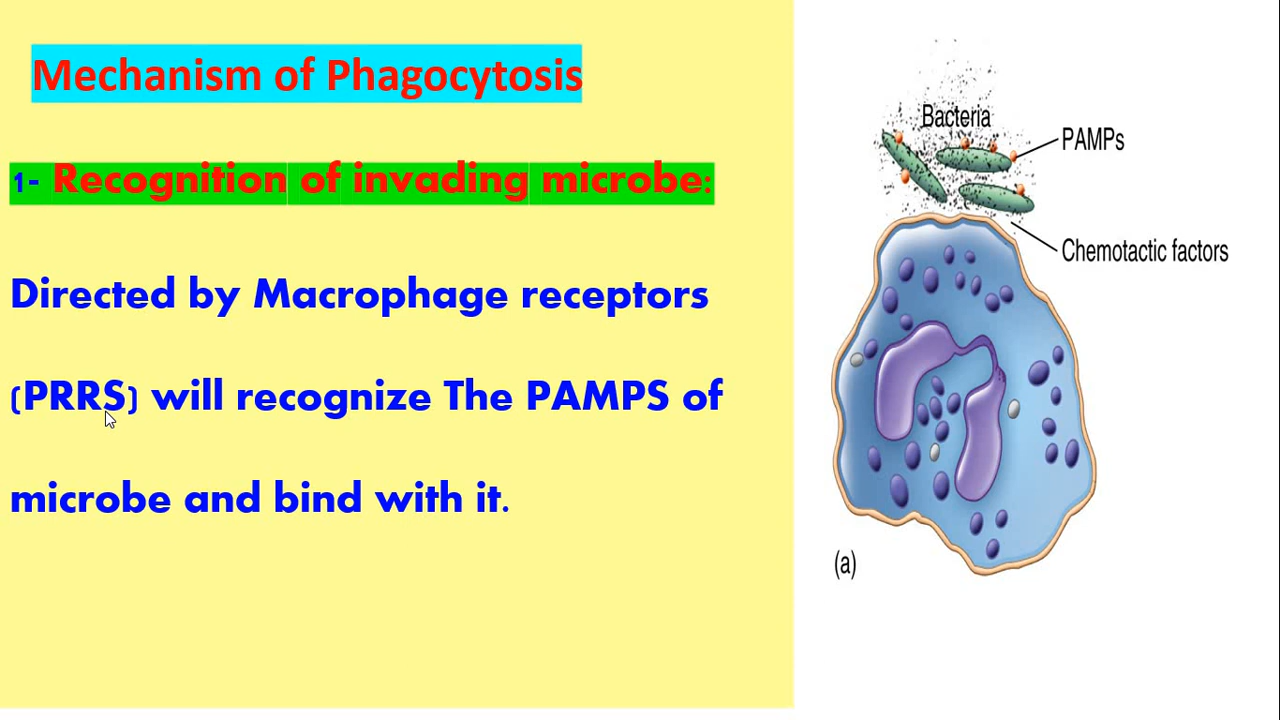 Mechanism of Phagocytosis
1- Recognition of invading microbe:
Directed by Macrophage receptors
(PRRS) will recognize The PAMPS of
microbe and bind with it.
Bacteria
PAMPs
Chemotactic factors
(a)